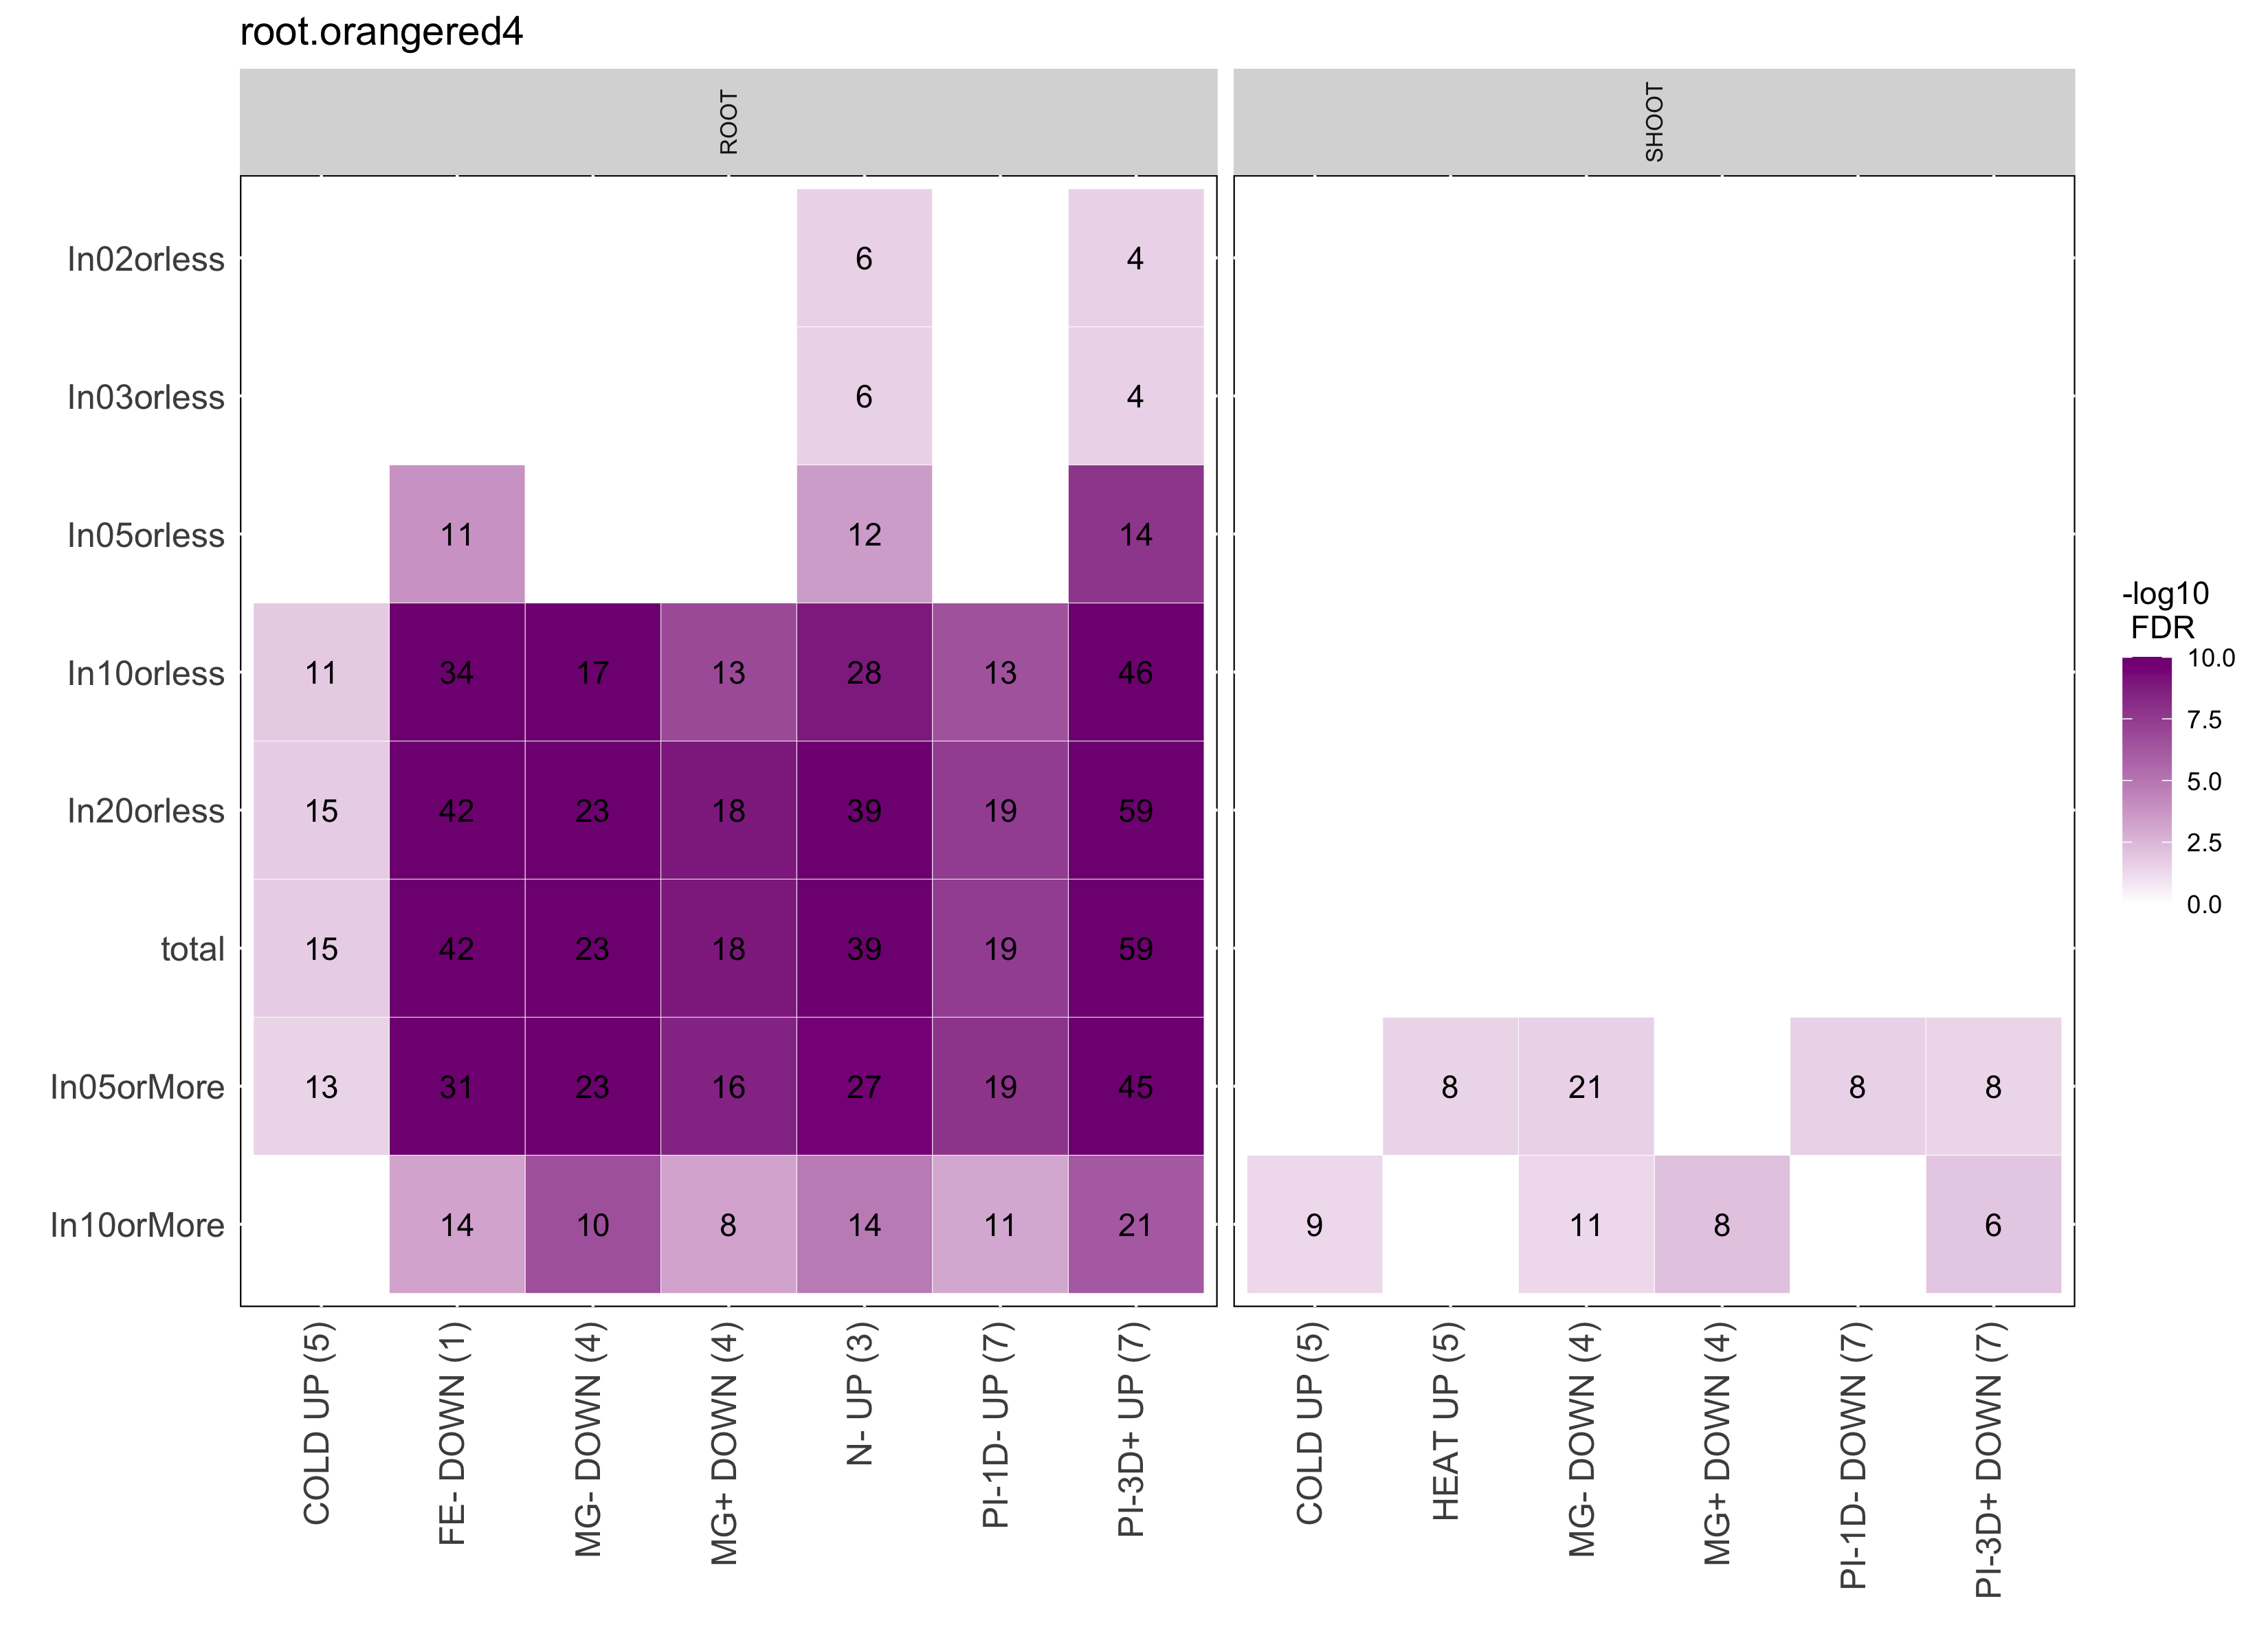 root.orangered4
ROOT SHOOT
In02orless 6 4
In03orless 6 4
In05orless 11 12 14
In10orless 11 34 17 13 28 13 46
In20orless 15 42 23 18 39 19 59
total 15 42 23 18 39 19 59
In05orMore 13 31 23 16 27 19 45 8 21 8 8
In10orMore 14 10 8 14 11 21 9 11 8 6
COLD UP (5)
FE- DOWN (1)
MG- DOWN (4)
MG+ DOWN (4)
N- UP (3)
PI-1D- UP (7)
PI-3D+ UP (7)
COLD UP (5)
HEAT UP (5)
MG- DOWN (4)
MG+ DOWN (4)
PI-1D- DOWN (7)
PI-3D+ DOWN (7)
-log10
FDR
10.0
7.5
5.0
2.5
0.0